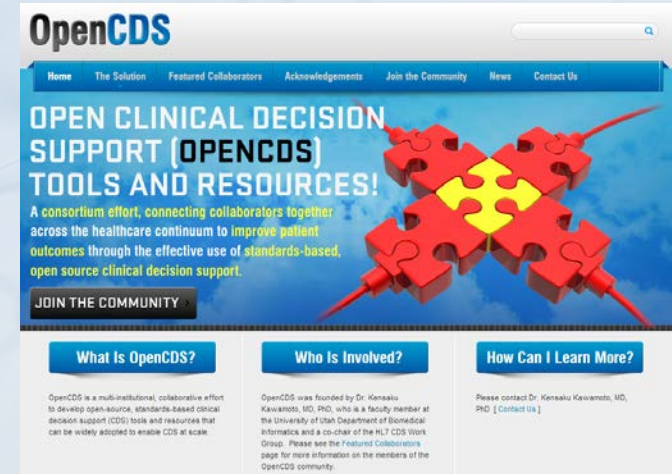 OpenCDS
Home The Solution Featured Collaborators Acknowledgements Join the Community News Contact Us
OPEN CLINICAL DECISION
SUPPORT (OPENCDS)
TOOLS AND RESOURCES!
A consortium effort, connecting collaborators together
across the healthcare continuum to improve patient
outcomes through the effective use of standards-based,
open source clinical decision support.
JOIN THE COMMUNITY
What Is OpenCDS?
OpenCDS is a multi-institutional, collaborative effort
to develop open-source, standards-based clinical
decision support (CDS) tools and resources that
can be widely adopted to enable CDS at scale.
Who Is Involved?
OpenCDS was founded by Dr. Kensaku
Kawamoto, MD, PhD, who is a faculty member at
the University of Utah Department of Biomedical
Informatics and a co-chair of the HL7 CDS Work
Group. Please see the Featured Collaborators
page for more information on the members of the
OpenCDS community.
How Can I Learn More?
Please contact Dr. Kensaku Kawamoto, MD,
PhD [ Contact Us ]